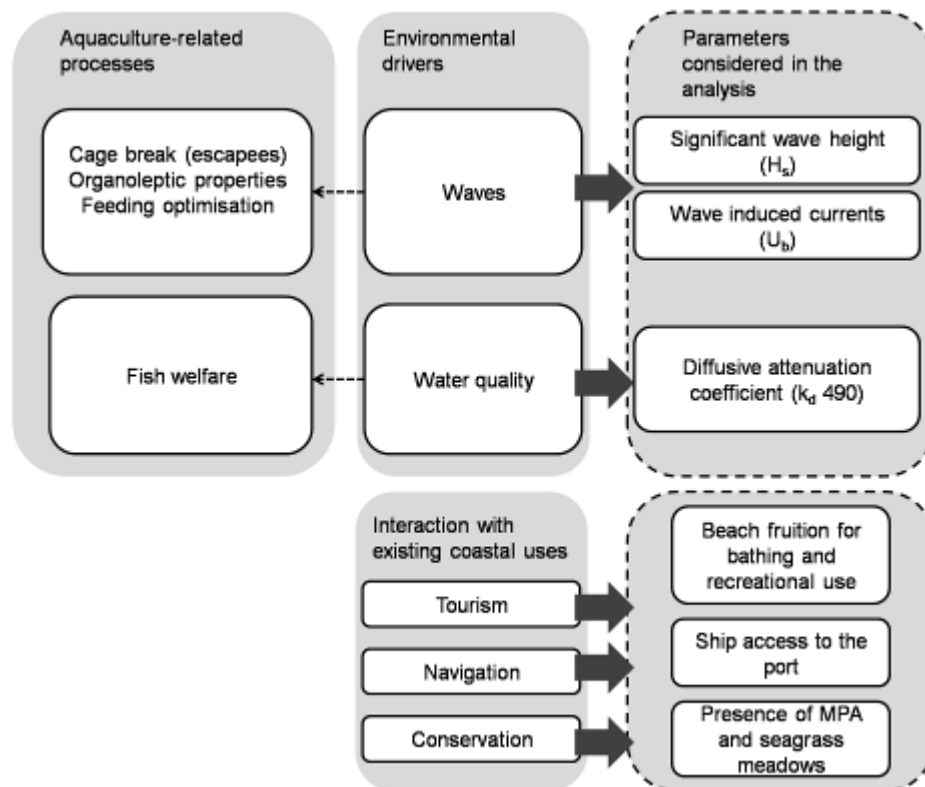 Aquaculture-related
processes
Cage break (escapees)
Organoleptic properties
Feeding optimisation
Fish welfare
Environmental
drivers
Waves
Water quality
Parameters
considered in the
analysis
Significant wave height
(Hs)
Wave induced currents
(Ub)
Diffusive attenuation
coefficient (kd 490)
Interaction with
existing coastal uses
Tourism
Navigation
Conservation
Beach fruition for
bathing and
recreational use
Ship access to the
port
Presence of MPA
and seagrass
meadows